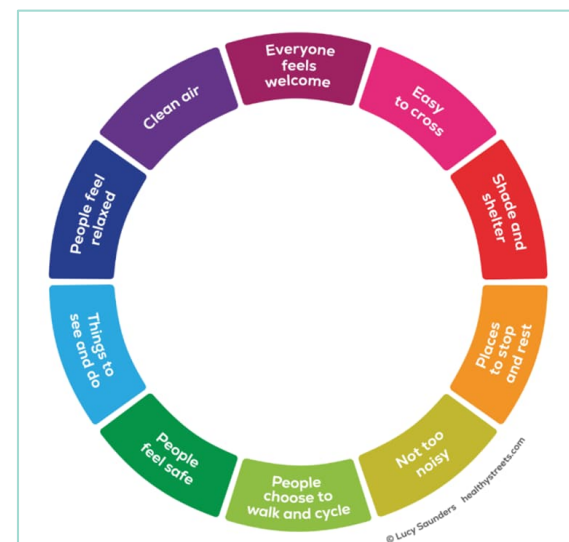 Everyone
feels
welcome
Easy
to cross
Shade and
shelter
Places
to stop
and rest
Not too
noisy
People
choose to
walk and cycle
People
feel safe
Things to
see and do
People feel
relaxed
Clean air
© Lucy Saunders healthystreets.com